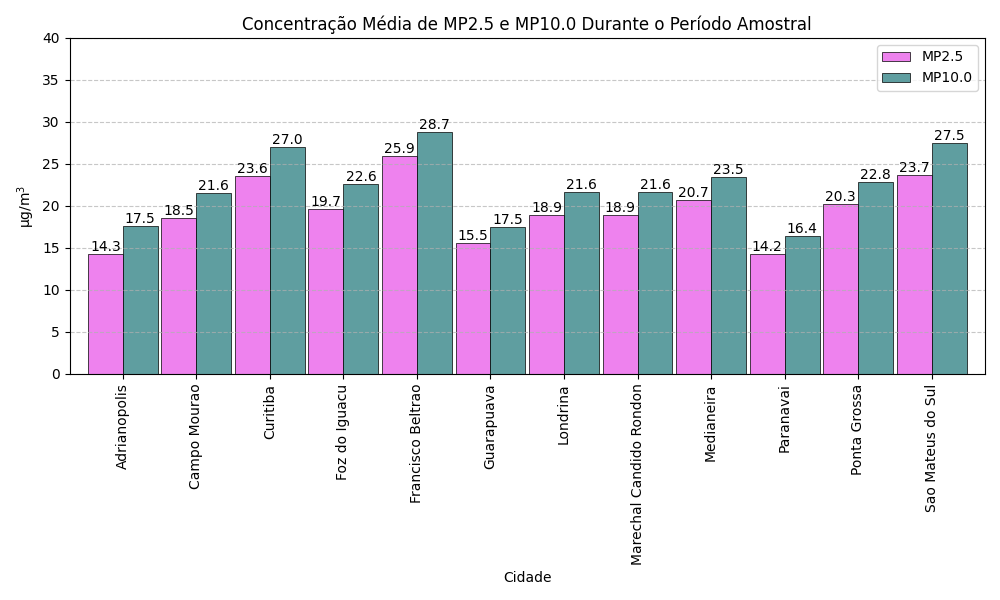 Concentração Média de MP2.5 e MP10.0 Durante o Período Amostral
MP2.5
MP10.0
µg/m³
40
35
30
25
20
15
10
5
0
14.3
17.5
18.5
21.6
23.6
27.0
19.7
22.6
25.9
28.7
15.5
17.5
18.9
21.6
18.9
21.6
20.7
23.5
14.2
16.4
20.3
22.8
23.7
27.5
Adrianopolis
Campo Mourao
Curitiba
Foz do Iguacu
Francisco Beltrao
Guarapuava
Londrina
Marechal Candido Rondon
Medianeira
Paranavai
Ponta Grossa
Sao Mateus do Sul
Cidade